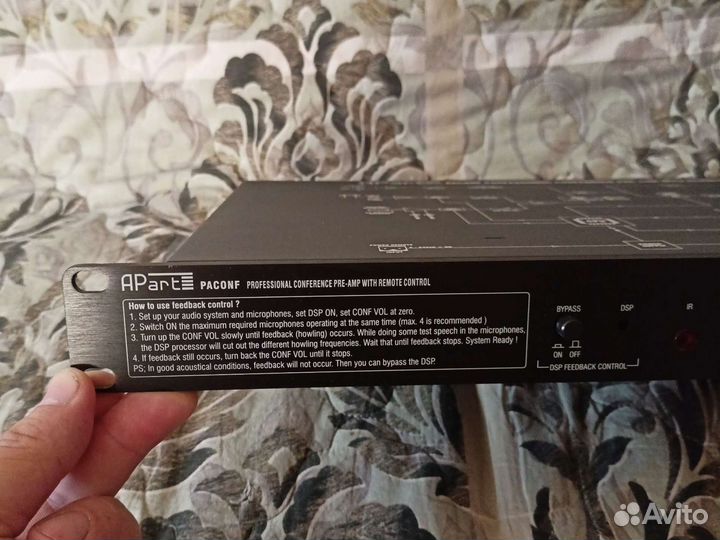 APart PACONF PROFESSIONAL CONFERENCE PRE-AMP WITH REMOTE CONTROL
How to use feedback control ?
1. Set up your audio system and microphones, set DSP ON, set CONF VOL at zero.
2. Switch ON the maximum required microphones operating at the same time (max. 4 is recommended )
3. Turn up the CONF VOL slowly until feedback (howling) occurs. While doing some test speech in the microphones,
the DSP processor will cut out the different howling frequencies. Wait that until feedback stops. System Ready !
4. If feedback still occurs, turn back the CONF VOL until it stops.
PS; In good acoustical conditions, feedback will not occur. Then you can bypass the DSP.
BYPASS DSP IR
ON OFF
DSP FEEDBACK CONTROL
Avito